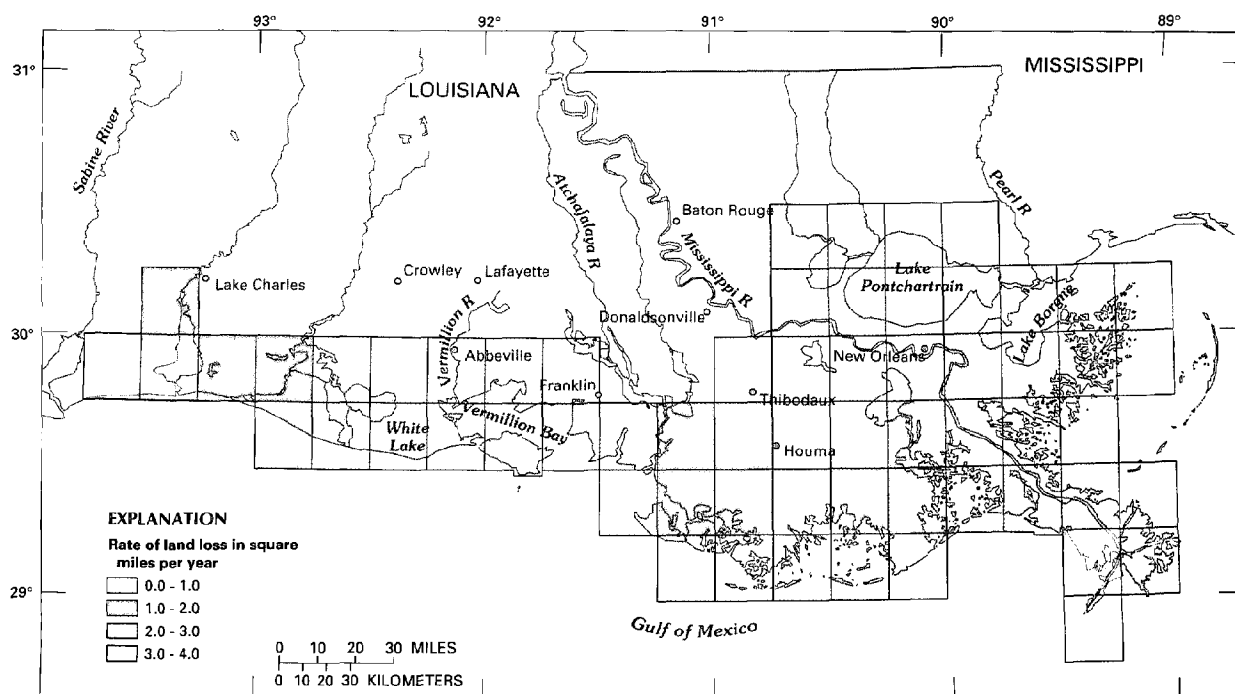 93° 92° 91° 90° 89°
31°
MISSISSIPPI
LOUISIANA
Sabine River
Atchafalaya R
Pearl R
Baton Rouge
Mississippi R
Lake Charles
Crowley
Lafayette
Lake
Pontchartrain
Donaldsonville
Lake Borgng
30°
Vermillion R
Abbeville
New Orleans
Franklin
Thibodaux
White
Lake
Vermillion Bay
Houma
EXPLANATION
Rate of land loss in square
miles per year
0.0 - 1.0
1.0 - 2.0
2.0 - 3.0
3.0 - 4.0
29°
Gulf of Mexico
0 10 20 30 MILES
0 10 20 30 KILOMETERS